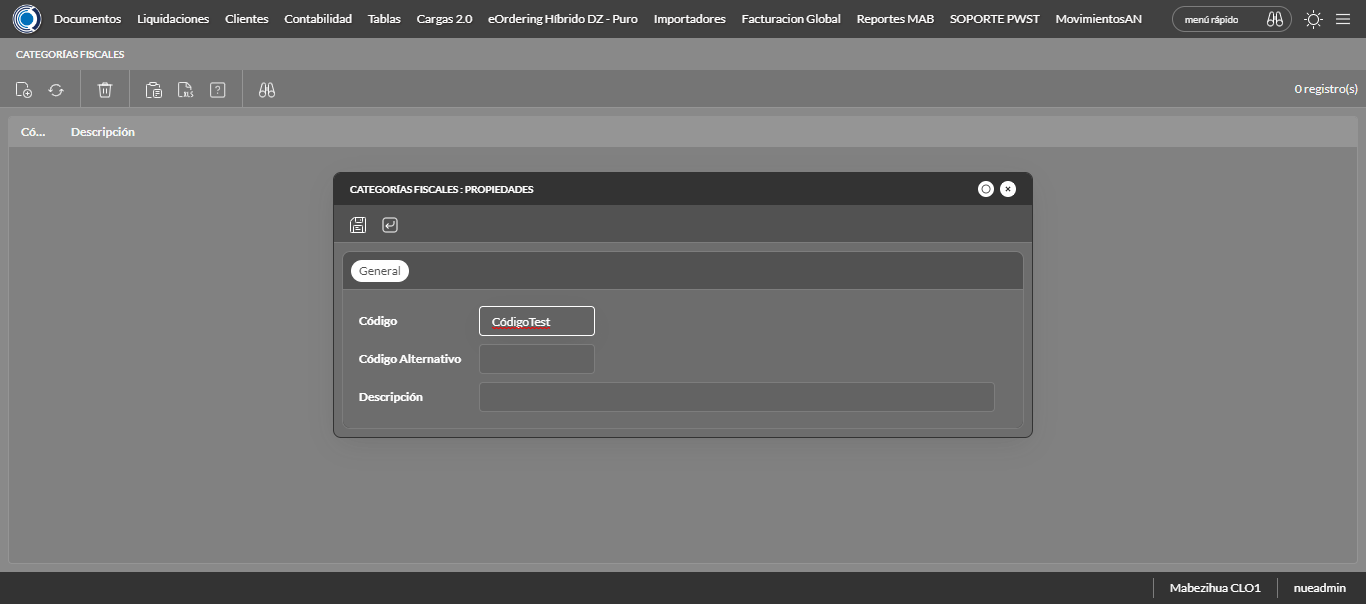 Documentos Liquidaciones Clientes Contabilidad Tablas Cargas 2.0 eOrdering Híbrido DZ - Puro Importadores Facturacion Global Reportes MAB SOPORTE PWST MovimientosAN menú rápido
CATEGORÍAS FISCALES
XLS ? 0 registro(s)
Có... Descripción
CATEGORÍAS FISCALES : PROPIEDADES
General
Código CódigoTest
Código Alternativo
Descripción
Mabezihua CLO1 nueadmin